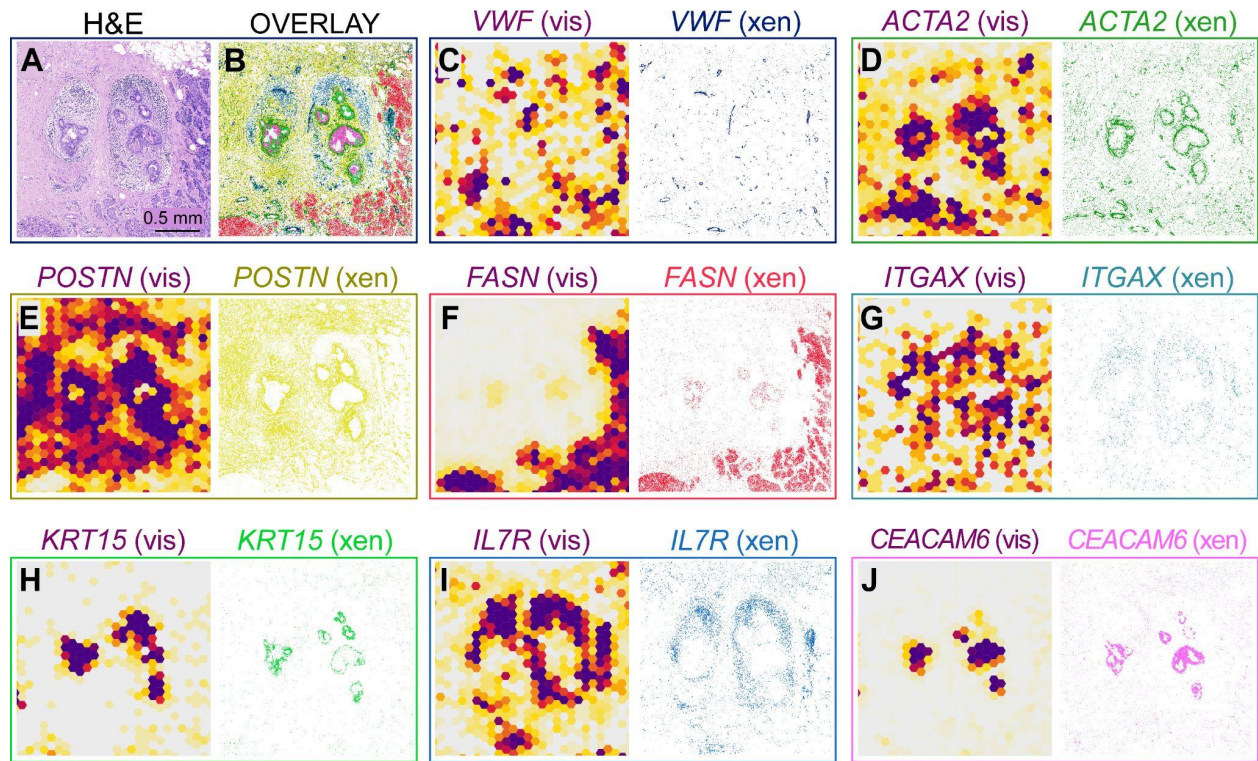 H&E OVERLAY VWF (vis) VWF (xen) ACTA2 (vis) ACTA2 (xen)
A B C D
0.5 mm
POSTN (vis) POSTN (xen) FASN (vis) FASN (xen) ITGAX (vis) ITGAX (xen)
E F G
KRT15 (vis) KRT15 (xen) IL7R (vis) IL7R (xen) CEACAM6 (vis) CEACAM6 (xen)
H I J